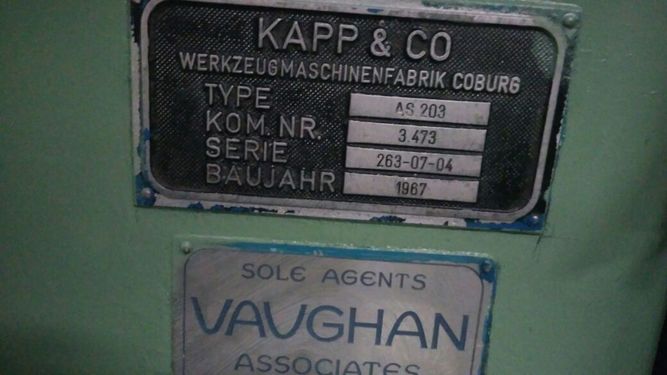 KAPP & CO
WERKZEUGMASCHINENFABRIK COBURG
TYPE AS 203
KOM. NR. 3.473
SERIE 263-07-04
BAUJAHR 1967
SOLE AGENTS
VAUGHAN
ASSOCIATES